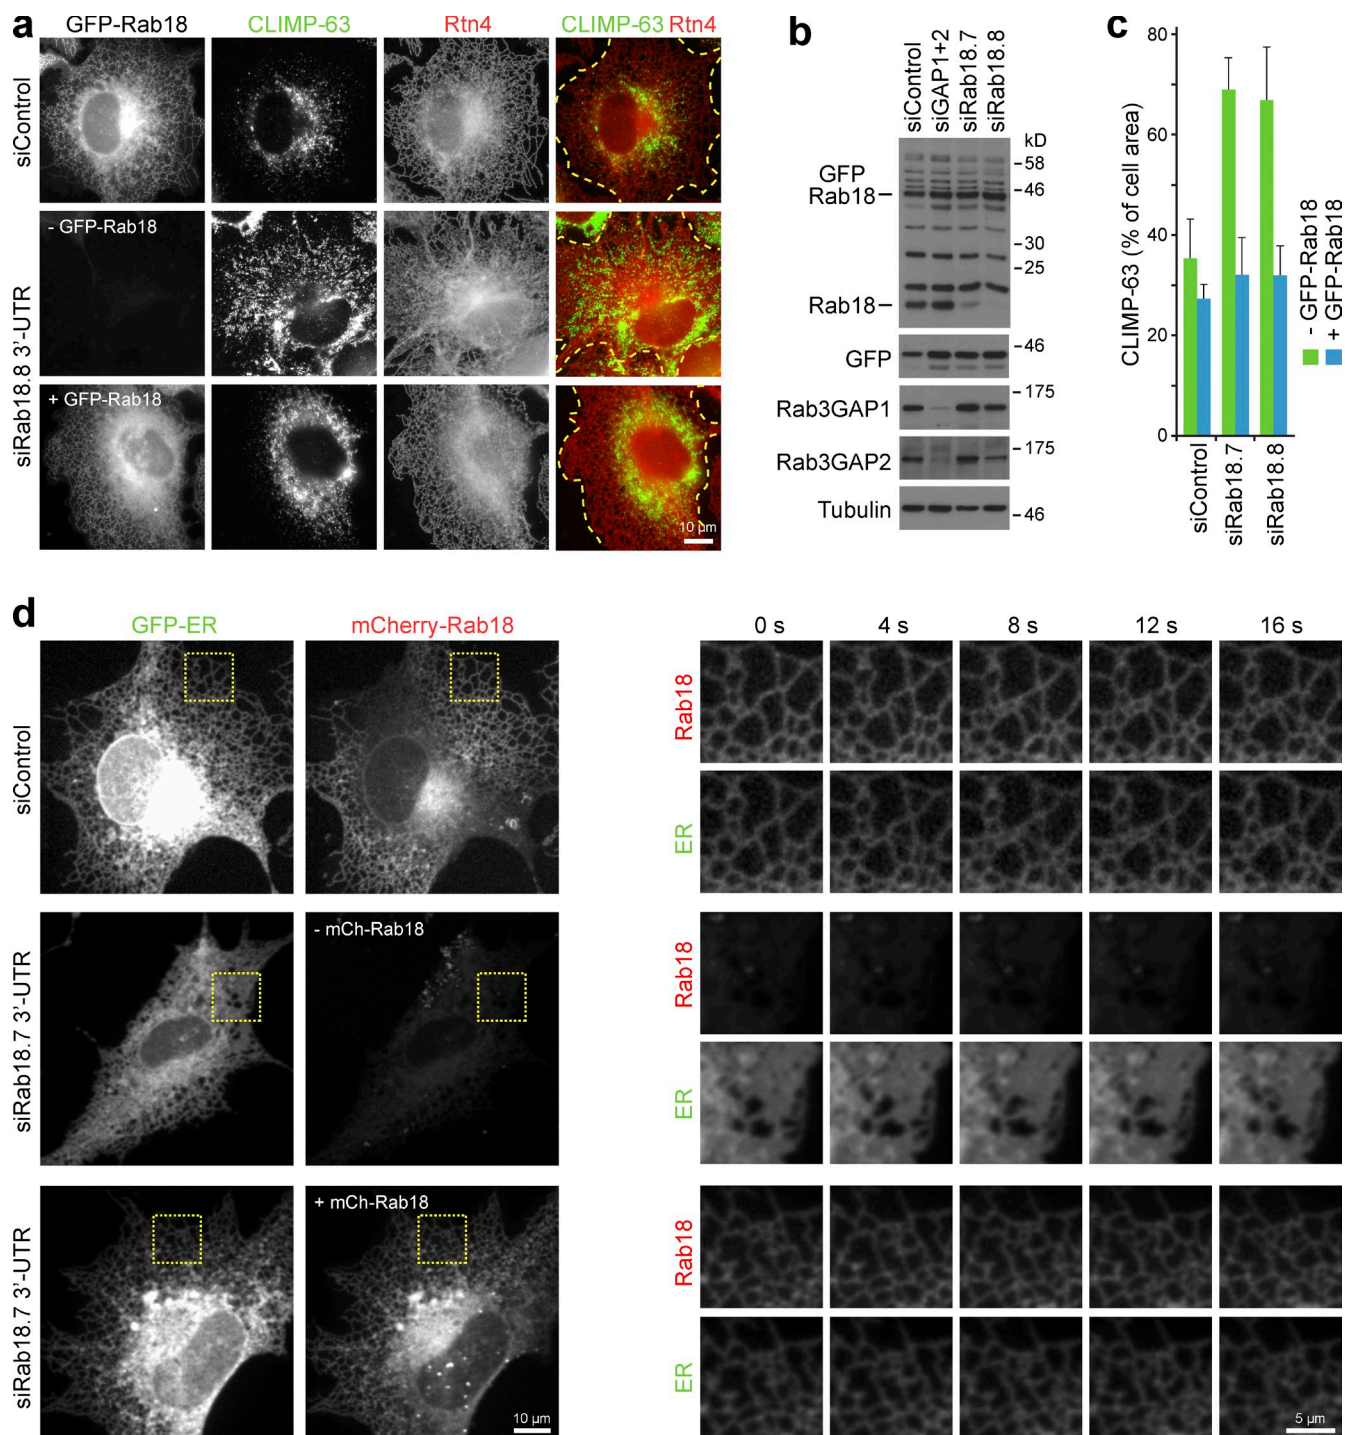 a
GFP-Rab18 CLIMP-63 Rtn4 CLIMP-63 Rtn4
siControl
siRab18.8 3'-UTR
- GFP-Rab18
+ GFP-Rab18
10 µm
b
siControl
siGAP1+2
siRab18.7
siRab18.8
kD
GFP
Rab18
58
46
30
25
Rab18
GFP
46
Rab3GAP1
175
Rab3GAP2
175
Tubulin
46
c
CLIMP-63 (% of cell area)
80
60
40
20
0
siControl
siRab18.7
siRab18.8
- GFP-Rab18
+ GFP-Rab18
d
GFP-ER mCherry-Rab18
0 s 4 s 8 s 12 s 16 s
siControl
Rab18
ER
siRab18.7 3'-UTR
- mCh-Rab18
Rab18
ER
siRab18.7 3'-UTR
+ mCh-Rab18
10 µm
Rab18
ER
5 µm